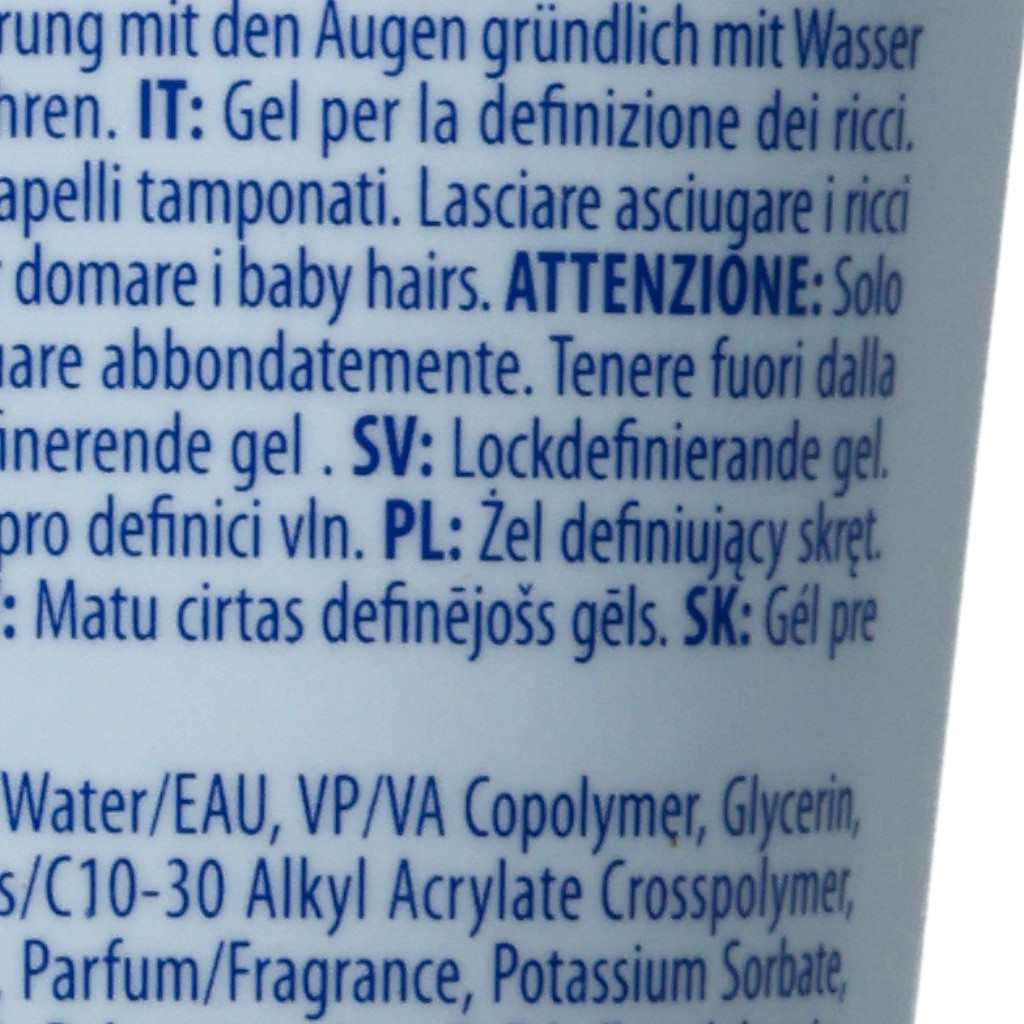 rung mit den Augen gründlich mit Wasser
hren. IT: Gel per la definizione dei ricci.
apelli tamponati. Lasciare asciugare i ricci
domare i baby hairs. ATTENZIONE: Solo
uare abbondatemente. Tenere fuori dalla
inerende gel . SV: Lockdefinierande gel.
pro definici vln. PL: Żel definiujący skręt.
: Matu cirtas definējošs gēls. SK: Gél pre
Water/EAU, VP/VA Copolymer, Glycerin,
s/C10-30 Alkyl Acrylate Crosspolymer,
Parfum/Fragrance, Potassium Sorbate,